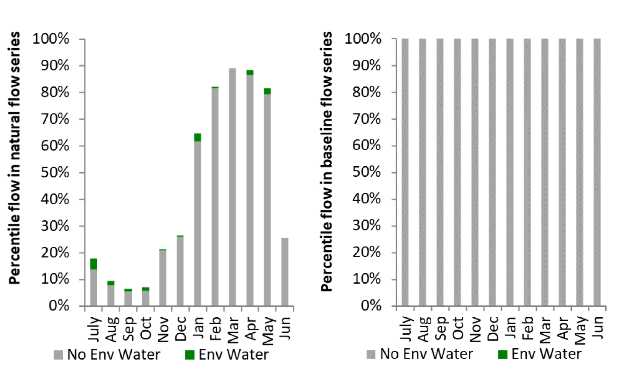 Percentile flow in natural flow series
100%
90%
80%
70%
60%
50%
40%
30%
20%
10%
0%
July
Aug
Sep
Oct
Nov
Dec
Jan
Feb
Mar
Apr
May
Jun
No Env Water
Env Water
Percentile flow in baseline flow series
100%
90%
80%
70%
60%
50%
40%
30%
20%
10%
0%
July
Aug
Sep
Oct
Nov
Dec
Jan
Feb
Mar
Apr
May
Jun
No Env Water
Env Water